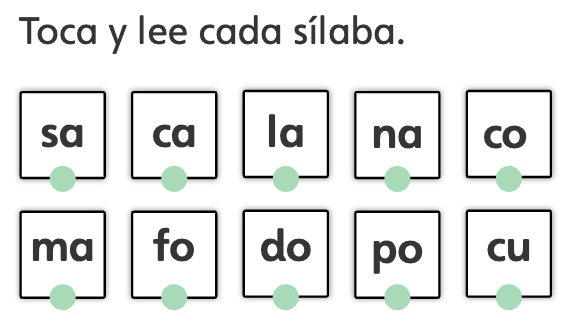 Toca y lee cada sílaba.
sa ca la na co
ma fo do po cu